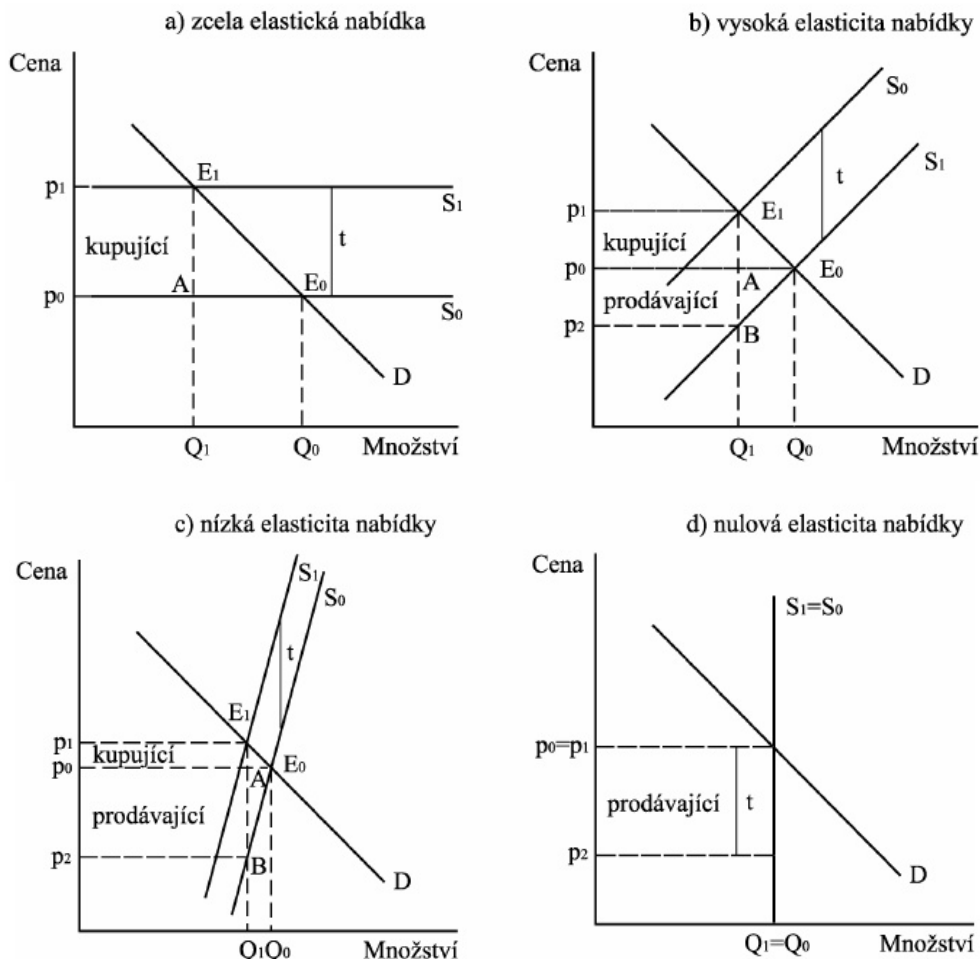 a) zcela elastická nabídka
Cena
E₁
p₁
S₁
kupující
t
A
E₀
p₀
S₀
D
Q₁
Q₀
Množství
b) vysoká elasticita nabídky
Cena
S₀
S₁
t
p₁
E₁
kupující
p₀
A
E₀
prodávající
p₂
B
D
Q₁
Q₀
Množství
c) nízká elasticita nabídky
Cena
S₁
S₀
t
E₁
p₁
kupující
p₀
A
E₀
prodávající
p₂
B
D
Q₁Q₀
Množství
d) nulová elasticita nabídky
Cena
S₁=S₀
p₀=p₁
prodávající
t
p₂
D
Q₁=Q₀
Množství